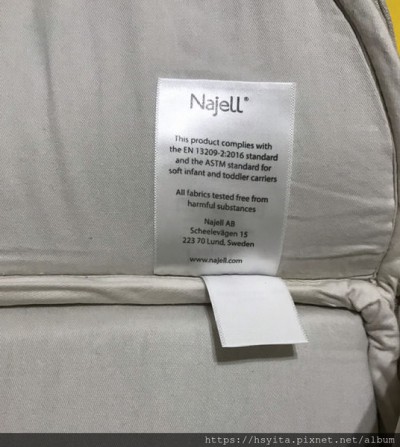 Najell®
This product complies with
the EN 13209-2:2016 standard
and the ASTM standard for
soft infant and toddler carriers
All fabrics tested free from
harmful substances
Najell AB
Scheelevägen 15
223 70 Lund, Sweden
www.najell.com
https://hsyita.pixnet.net/album